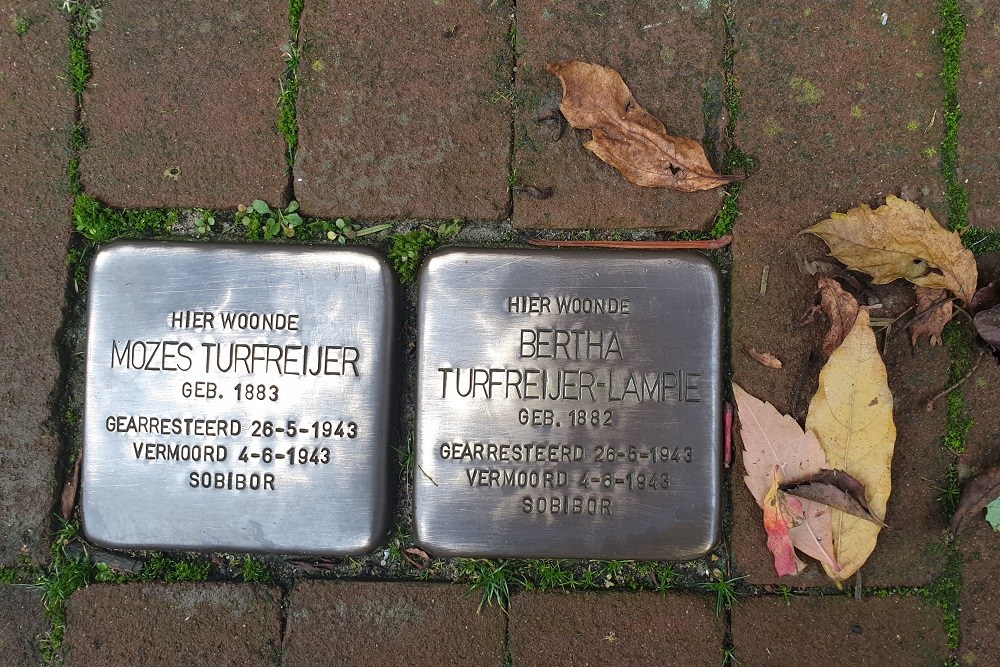 HIER WOONDE
MOZES TURFREIJER
GEB. 1883
GEARRESTEERD 26-5-1943
VERMOORD 4-6-1943
SOBIBOR
HIER WOONDE
BERTHA
TURFREIJER-LAMPIE
GEB. 1882
GEARRESTEERD 26-5-1943
VERMOORD 4-6-1943
SOBIBOR